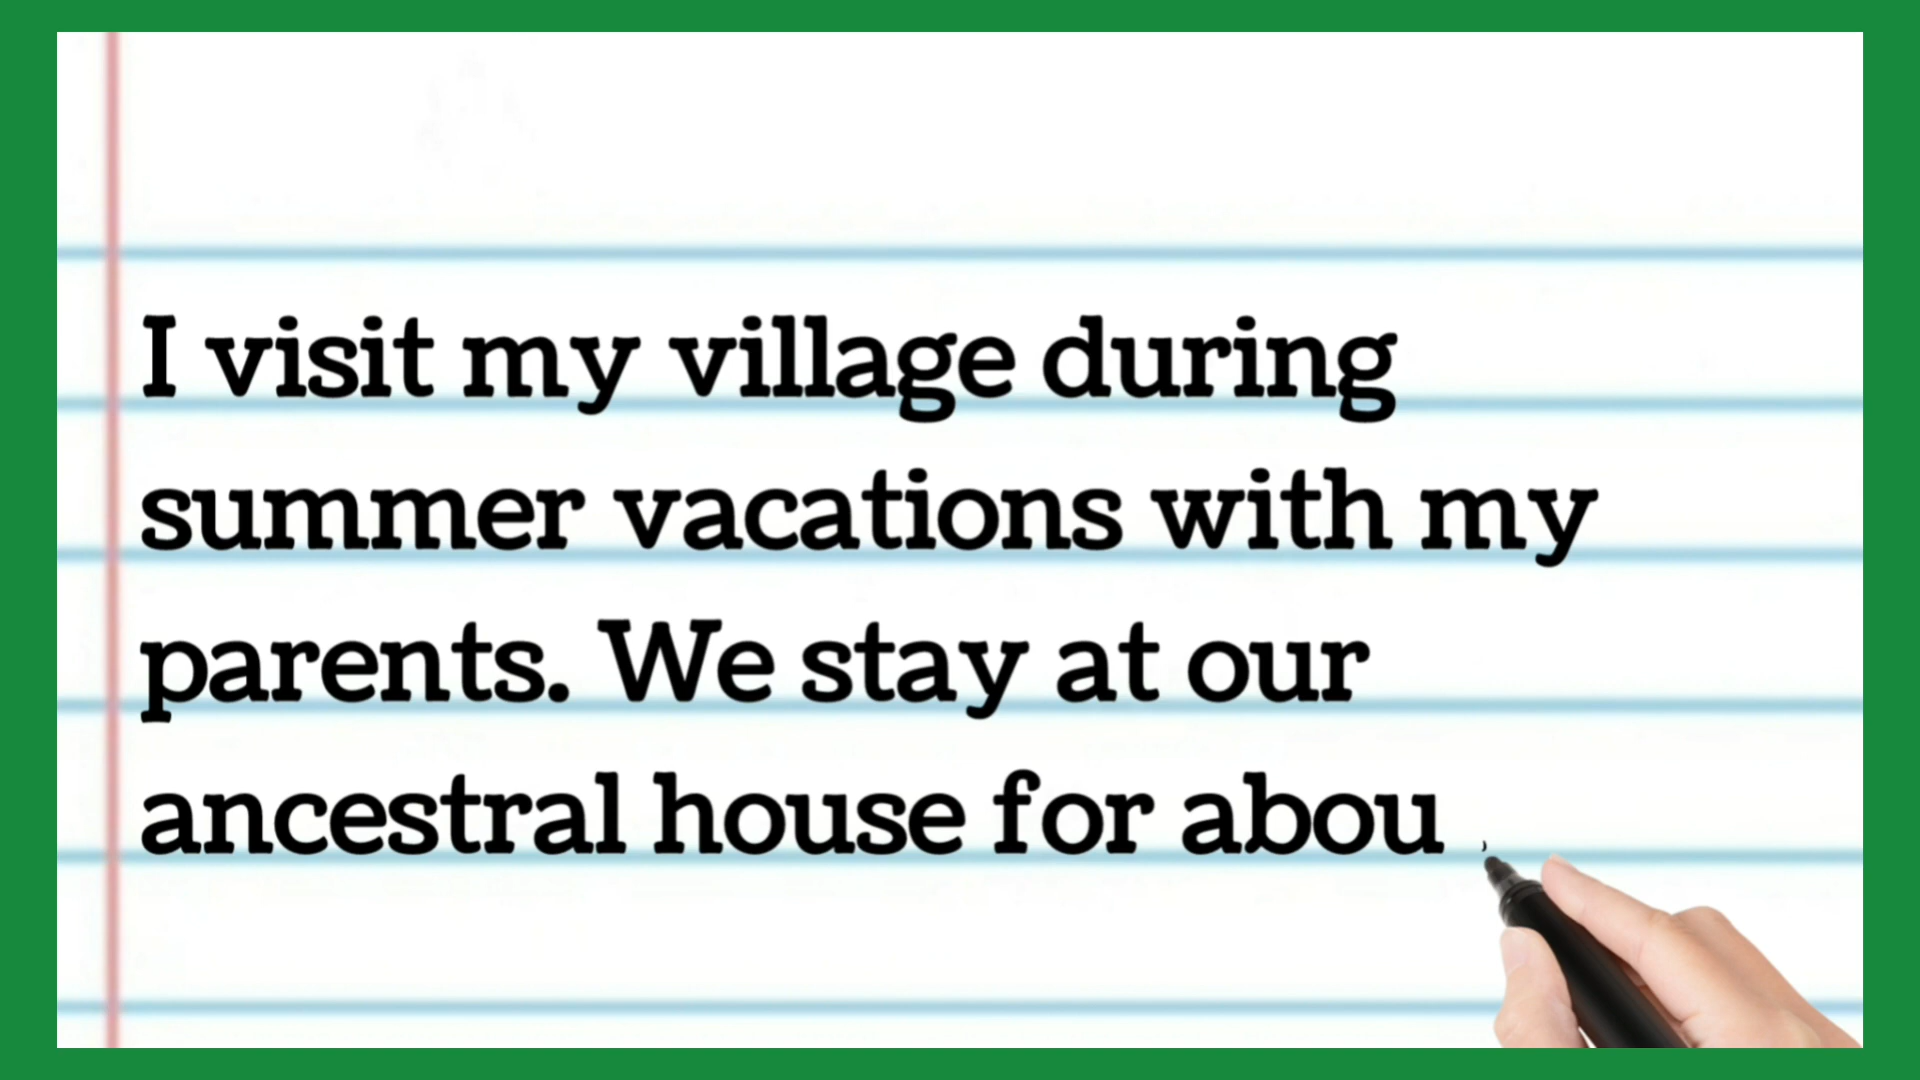 I visit my village during
summer vacations with my
parents. We stay at our
ancestral house for abou